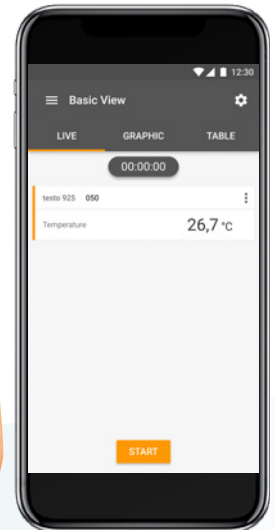 12:30
Basic View
LIVE GRAPHIC TABLE
00:00:00
testo 925 050
Temperature 26,7 °C
START